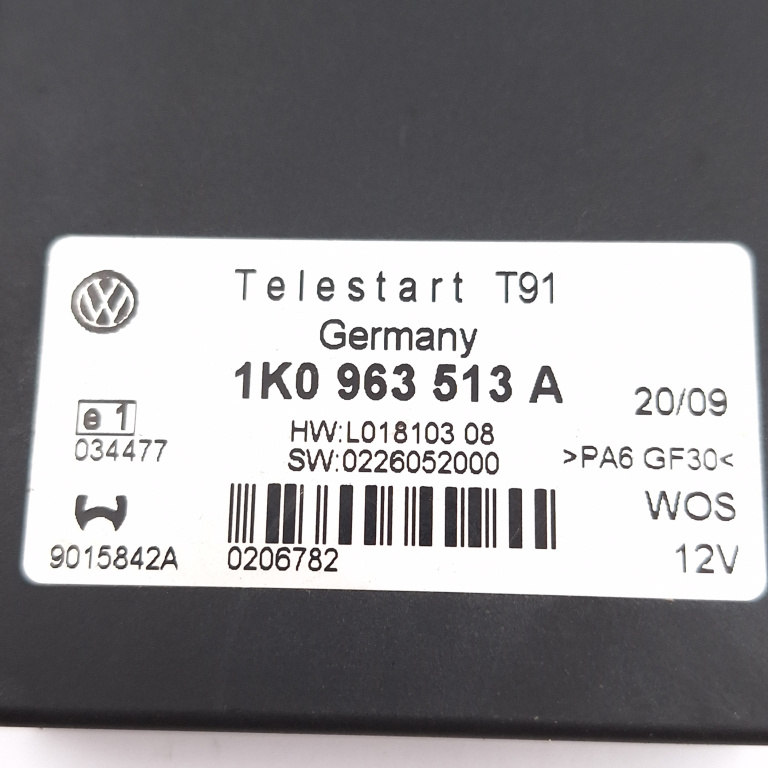 Telestart T91
Germany
1K0 963 513 A
20/09
e 1
034477
HW:L018103 08
SW:0226052000
>PA6 GF30<
WOS
9015842A
0206782
12V